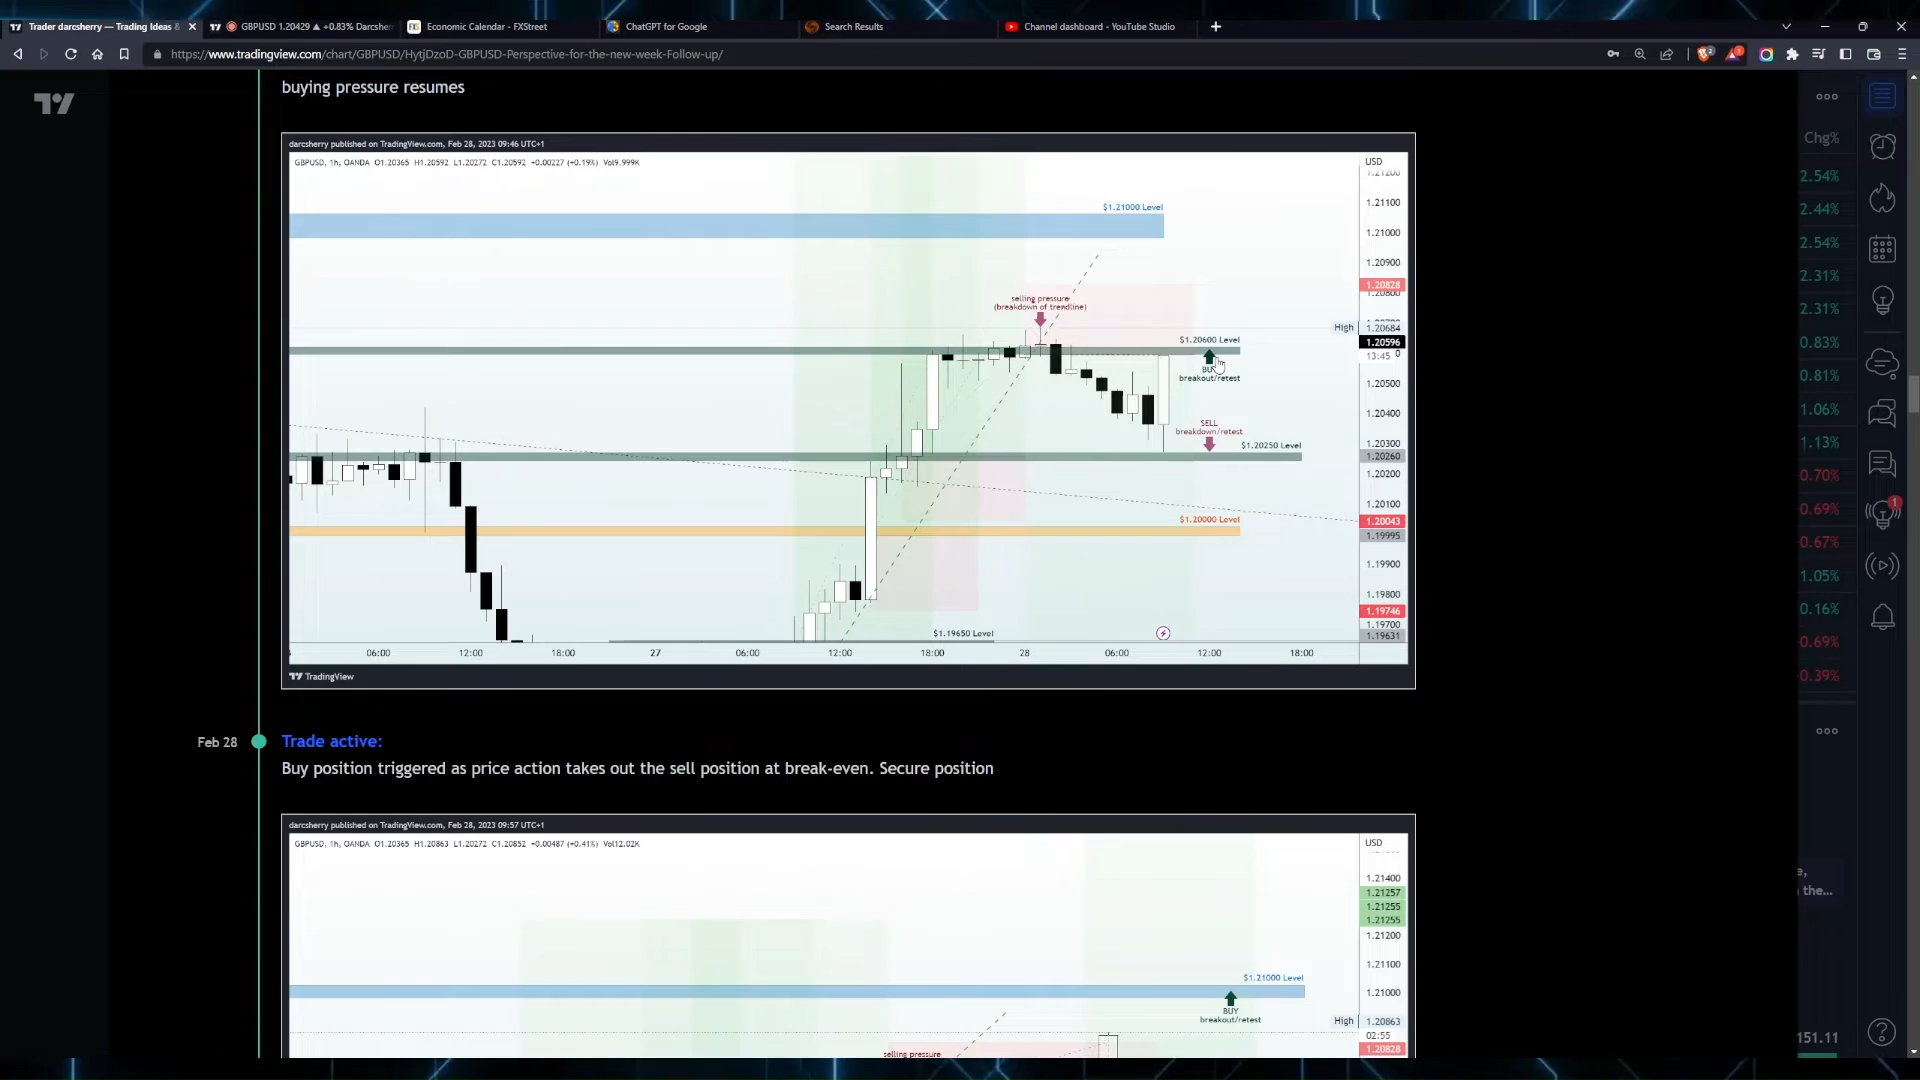 Trader darcsherry — Trading Ideas &
GBPUSD 1.20429 ▲ +0.83% Darcsher
Economic Calendar - FXStreet
ChatGPT for Google
Search Results
Channel dashboard - YouTube Studio
https://www.tradingview.com/chart/GBPUSD/HytjDzoD-GBPUSD-Perspective-for-the-new-week-Follow-up/
buying pressure resumes
darcsherry published on TradingView.com, Feb 28, 2023 09:46 UTC+1
GBPUSD, 1h, OANDA O1.20365 H1.20592 L1.20272 C1.20592 +0.00227 (+0.19%) Vol9.999K
USD
1.21200
1.21100
$1.21000 Level
1.21000
1.20900
1.20828
1.20800
selling pressure
(breakdown of trendline)
High 1.20684
$1.20600 Level
1.20596
13:45
BUY
breakout/retest
1.20500
1.20400
SELL
breakdown/retest
1.20300
$1.20250 Level
1.20260
1.20200
1.20100
$1.20000 Level
1.20043
1.19995
1.19900
1.19800
1.19746
1.19700
$1.19650 Level
1.19631
06:00 12:00 18:00 27 06:00 12:00 18:00 28 06:00 12:00 18:00
TradingView
Feb 28
Trade active:
Buy position triggered as price action takes out the sell position at break-even. Secure position
darcsherry published on TradingView.com, Feb 28, 2023 09:57 UTC+1
GBPUSD, 1h, OANDA O1.20365 H1.20863 L1.20272 C1.20852 +0.00487 (+0.41%) Vol12.02K
USD
1.21400
1.21257
1.21255
1.21255
1.21200
1.21100
$1.21000 Level
1.21000
BUY
breakout/retest
High 1.20863
02:55
1.20828
selling pressure
Chg%
2.54%
2.44%
2.54%
2.31%
2.31%
0.83%
0.81%
1.06%
1.13%
-0.70%
-0.69%
-0.67%
1.05%
0.16%
-0.69%
-0.39%
the...
151.11